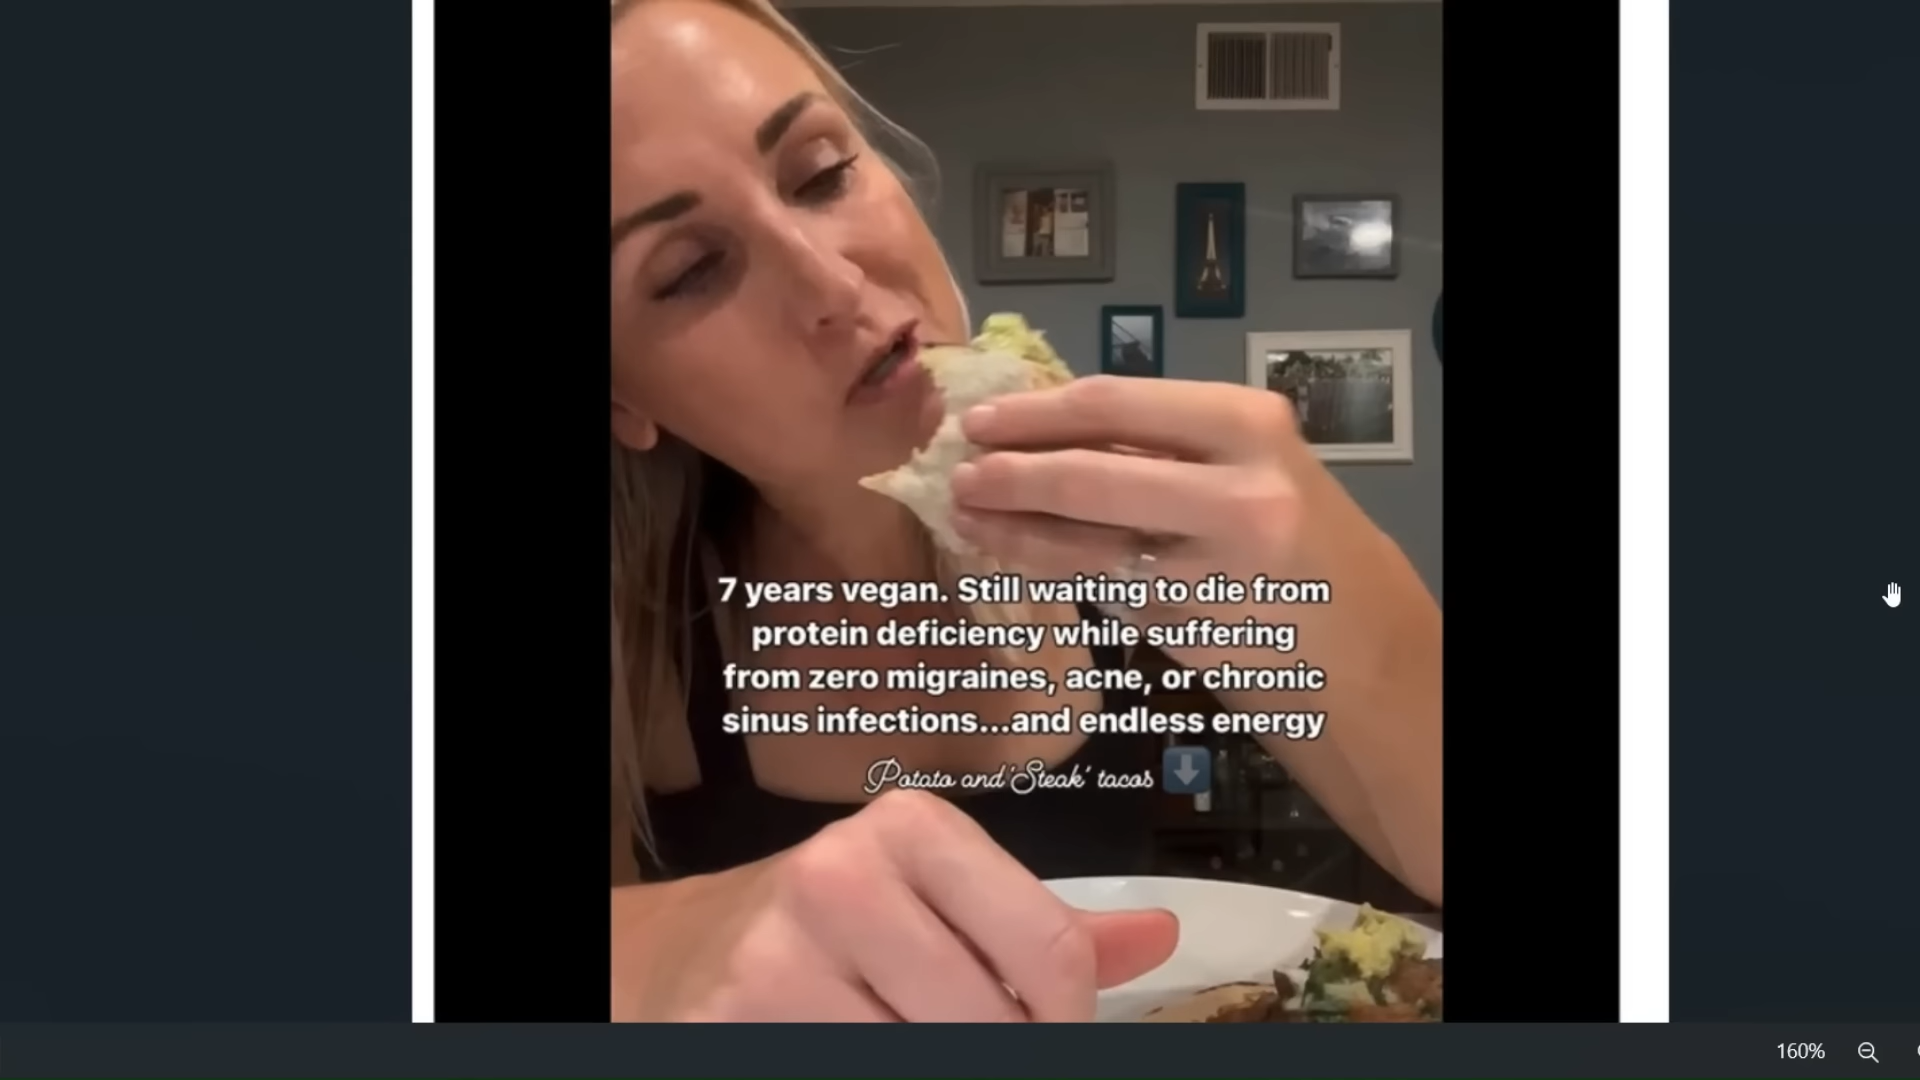 7 years vegan. Still waiting to die from
protein deficiency while suffering
from zero migraines, acne, or chronic
sinus infections...and endless energy
Potato and 'Steak' tacos ⬇️
160%